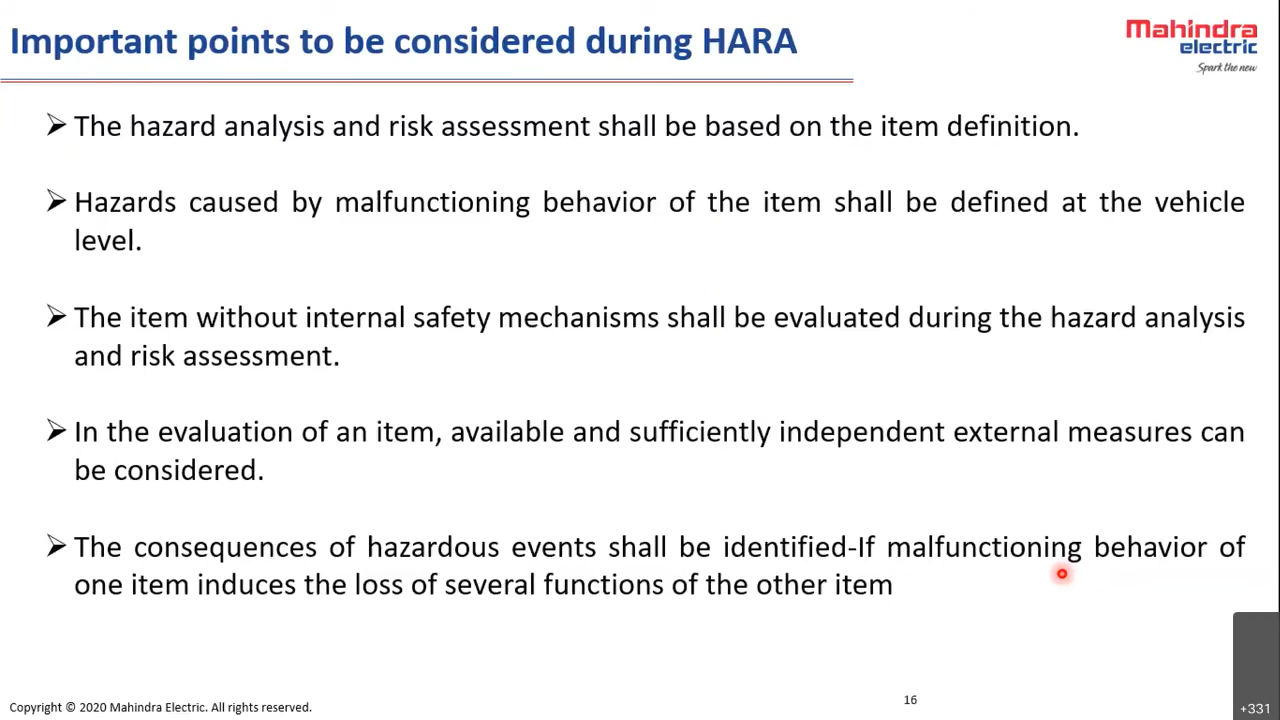 Important points to be considered during HARA
Mahindra
electric
Spark the new
➢ The hazard analysis and risk assessment shall be based on the item definition.
➢ Hazards caused by malfunctioning behavior of the item shall be defined at the vehicle
level.
➢ The item without internal safety mechanisms shall be evaluated during the hazard analysis
and risk assessment.
➢ In the evaluation of an item, available and sufficiently independent external measures can
be considered.
➢ The consequences of hazardous events shall be identified-If malfunctioning behavior of
one item induces the loss of several functions of the other item
Copyright © 2020 Mahindra Electric. All rights reserved.
16
+331